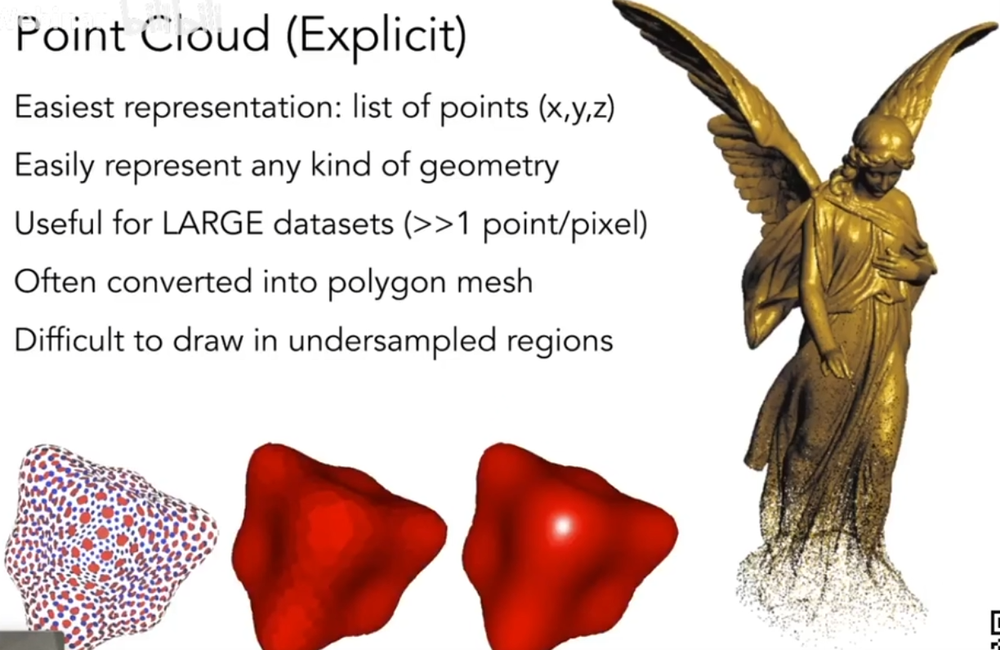 Point Cloud (Explicit)
Easiest representation: list of points (x,y,z)
Easily represent any kind of geometry
Useful for LARGE datasets (>>1 point/pixel)
Often converted into polygon mesh
Difficult to draw in undersampled regions